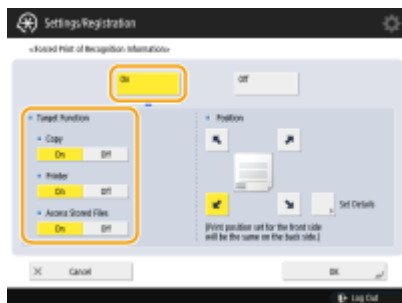 Settings/Registration
<Forced Print of Recognition Information>
On
Off
Target Function
Copy
On
Off
Printer
On
Off
Access Stored Files
On
Off
Position
Set Details
[Print position set for the front side
will be the same on the back side.]
Cancel
OK
Log Out